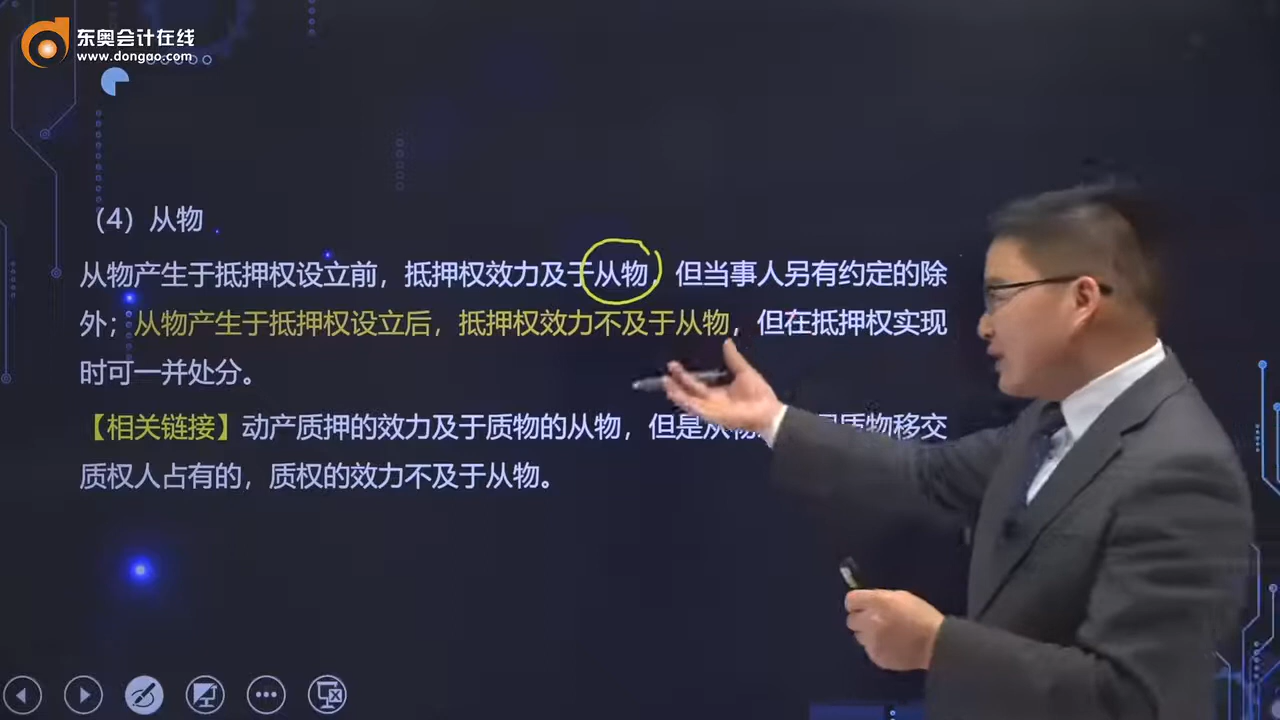 东奥会计在线
www.dongao.com
（4）从物
从物产生于抵押权设立前，抵押权效力及于从物，但当事人另有约定的除
外；从物产生于抵押权设立后，抵押权效力不及于从物，但在抵押权实现
时可一并处分。
【相关链接】动产质押的效力及于质物的从物，但是从物 质物移交
质权人占有的，质权的效力不及于从物。